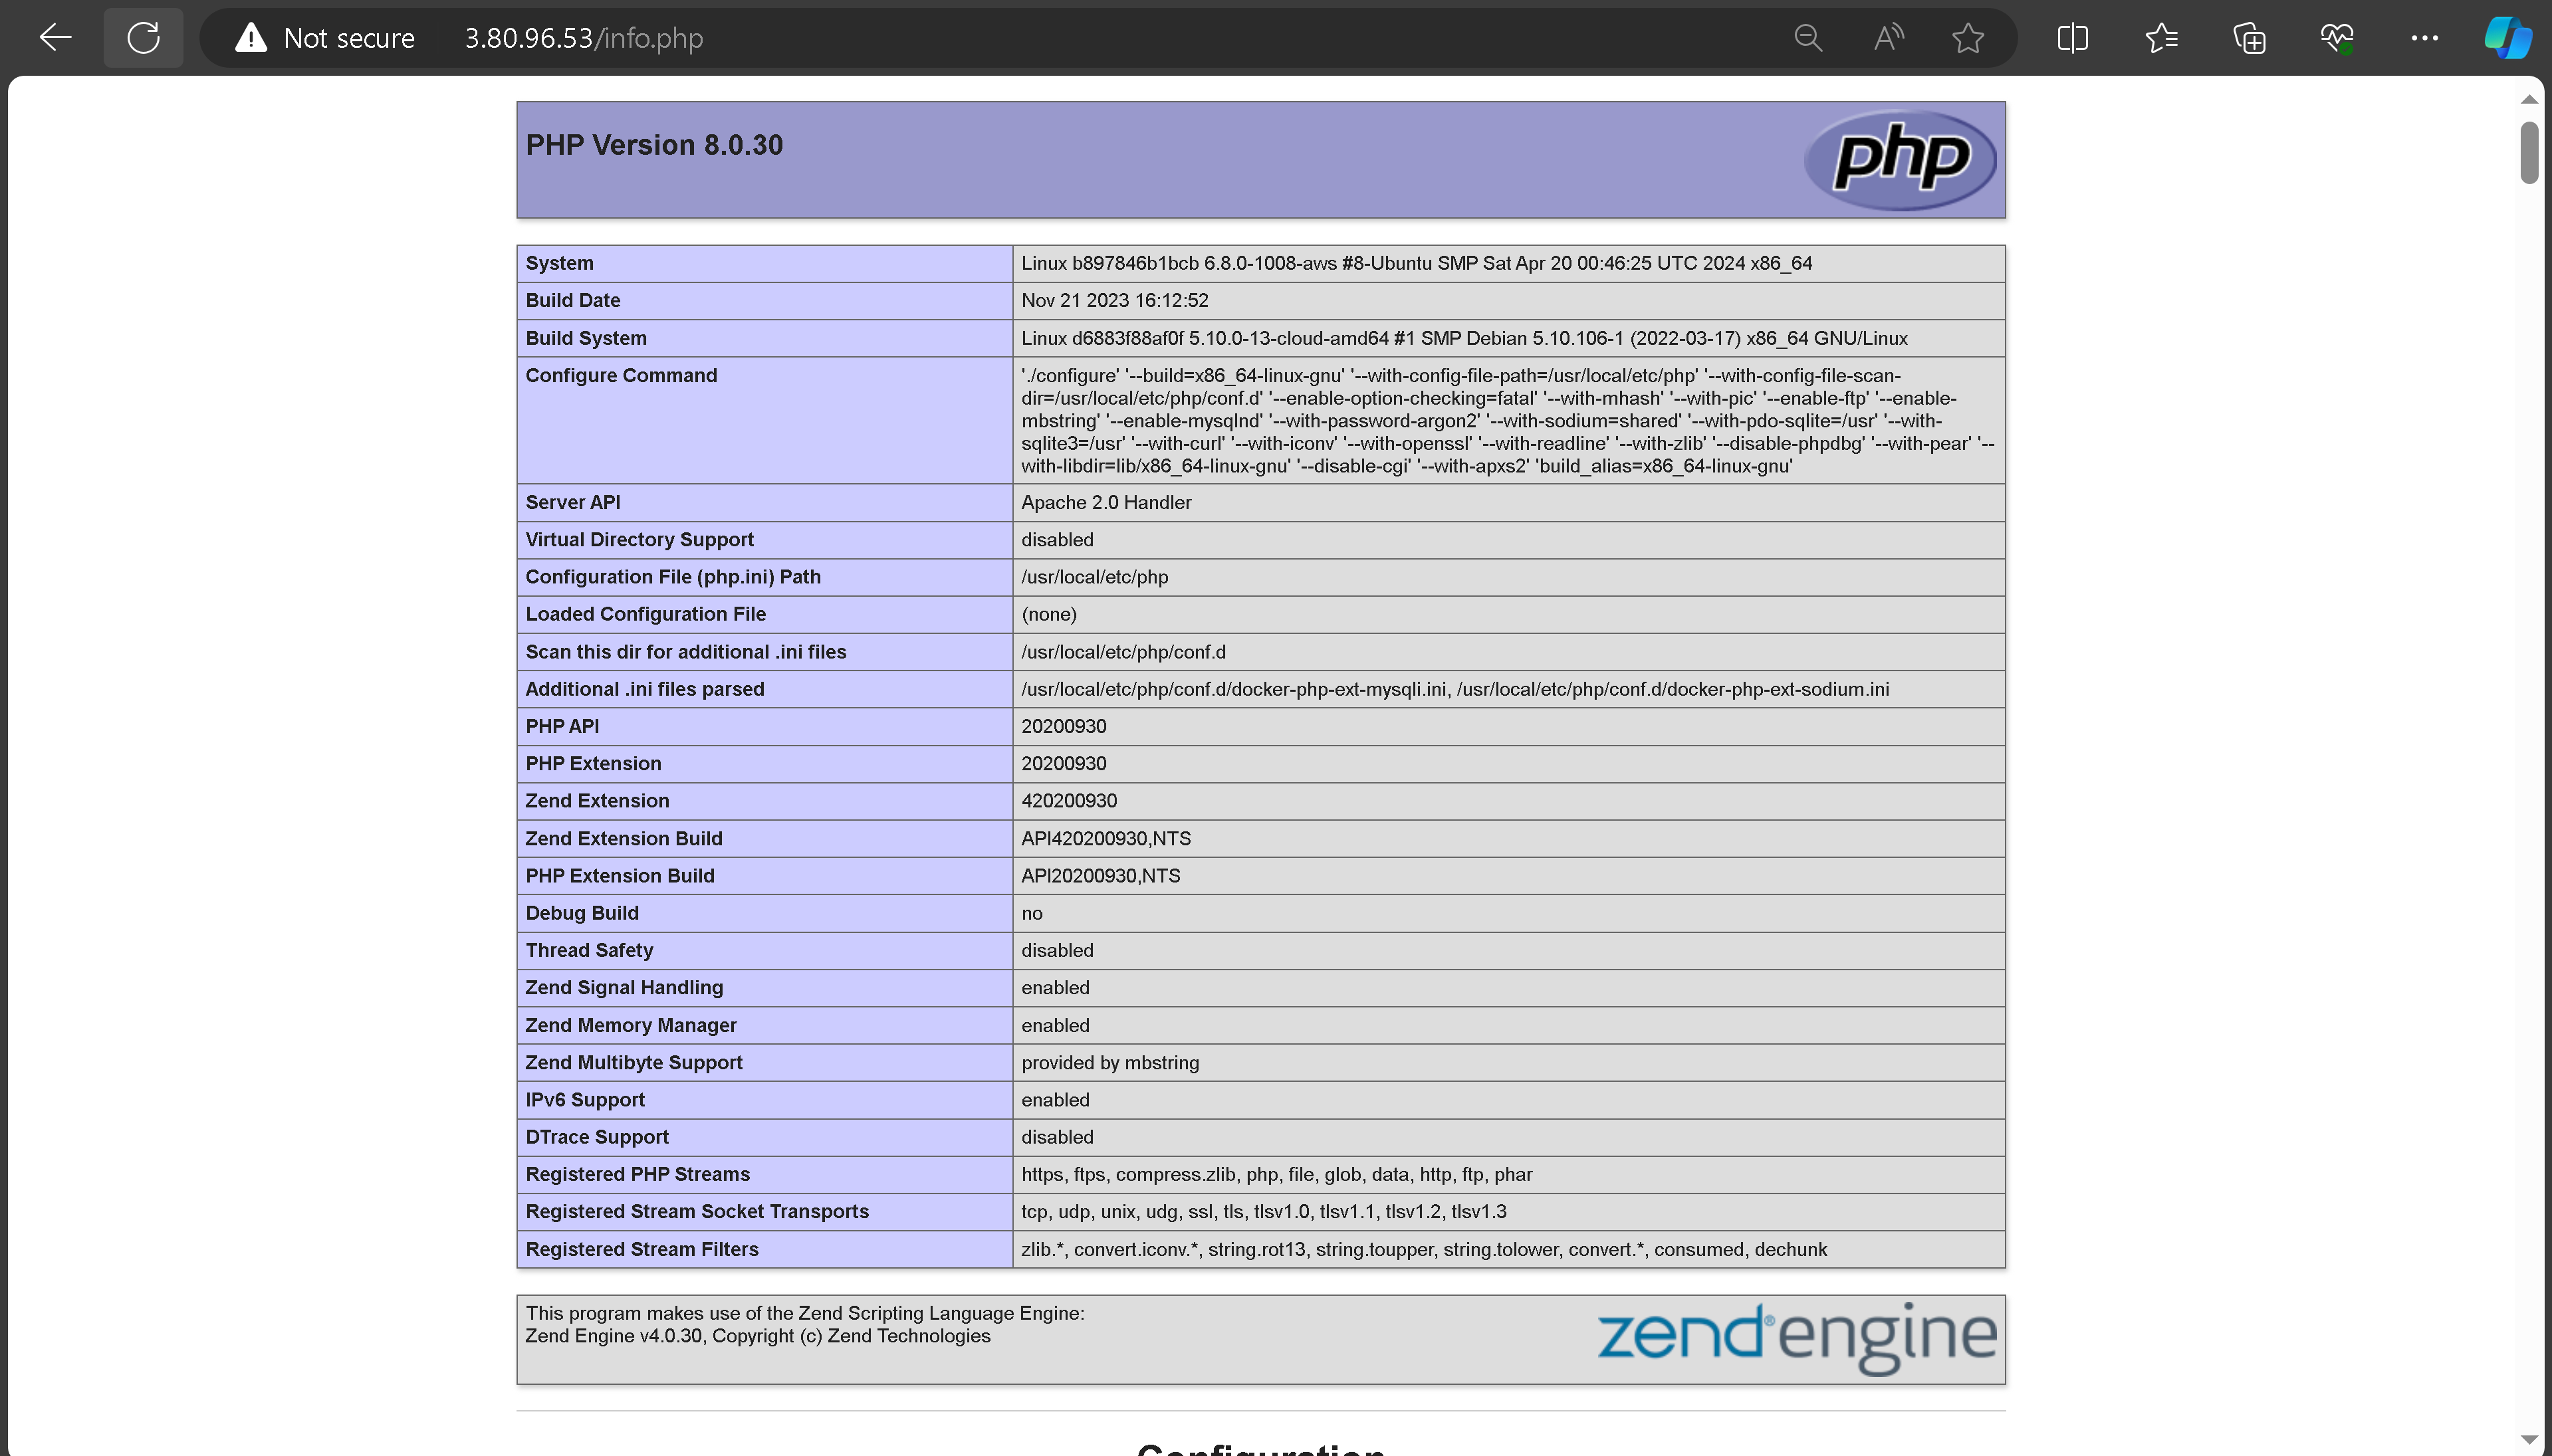 Not secure 3.80.96.53/info.php
PHP Version 8.0.30
php
System Linux b897846b1bcb 6.8.0-1008-aws #8-Ubuntu SMP Sat Apr 20 00:46:25 UTC 2024 x86_64
Build Date Nov 21 2023 16:12:52
Build System Linux d6883f88af0f 5.10.0-13-cloud-amd64 #1 SMP Debian 5.10.106-1 (2022-03-17) x86_64 GNU/Linux
Configure Command './configure' '--build=x86_64-linux-gnu' '--with-config-file-path=/usr/local/etc/php' '--with-config-file-scan-
dir=/usr/local/etc/php/conf.d' '--enable-option-checking=fatal' '--with-mhash' '--with-pic' '--enable-ftp' '--enable-
mbstring' '--enable-mysqlnd' '--with-password-argon2' '--with-sodium=shared' '--with-pdo-sqlite=/usr' '--with-
sqlite3=/usr' '--with-curl' '--with-iconv' '--with-openssl' '--with-readline' '--with-zlib' '--disable-phpdbg' '--with-pear' '--
with-libdir=lib/x86_64-linux-gnu' '--disable-cgi' '--with-apxs2' 'build_alias=x86_64-linux-gnu'
Server API Apache 2.0 Handler
Virtual Directory Support disabled
Configuration File (php.ini) Path /usr/local/etc/php
Loaded Configuration File (none)
Scan this dir for additional .ini files /usr/local/etc/php/conf.d
Additional .ini files parsed /usr/local/etc/php/conf.d/docker-php-ext-mysqli.ini, /usr/local/etc/php/conf.d/docker-php-ext-sodium.ini
PHP API 20200930
PHP Extension 20200930
Zend Extension 420200930
Zend Extension Build API420200930,NTS
PHP Extension Build API20200930,NTS
Debug Build no
Thread Safety disabled
Zend Signal Handling enabled
Zend Memory Manager enabled
Zend Multibyte Support provided by mbstring
IPv6 Support enabled
DTrace Support disabled
Registered PHP Streams https, ftps, compress.zlib, php, file, glob, data, http, ftp, phar
Registered Stream Socket Transports tcp, udp, unix, udg, ssl, tls, tlsv1.0, tlsv1.1, tlsv1.2, tlsv1.3
Registered Stream Filters zlib.*, convert.iconv.*, string.rot13, string.toupper, string.tolower, convert.*, consumed, dechunk
This program makes use of the Zend Scripting Language Engine:
Zend Engine v4.0.30, Copyright (c) Zend Technologies
zend® engine
Configuration